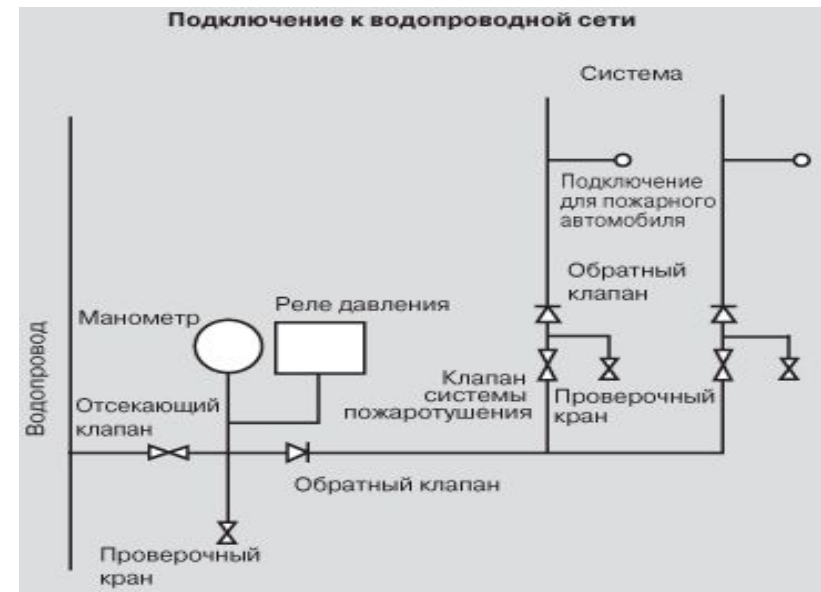 Подключение к водопроводной сети
Система
Подключение
для пожарного
автомобиля
Обратный
клапан
Реле давления
Манометр
Водопровод
Клапан
системы
пожаротушения
Проверочный
кран
Отсекающий
клапан
Обратный клапан
Проверочный
кран